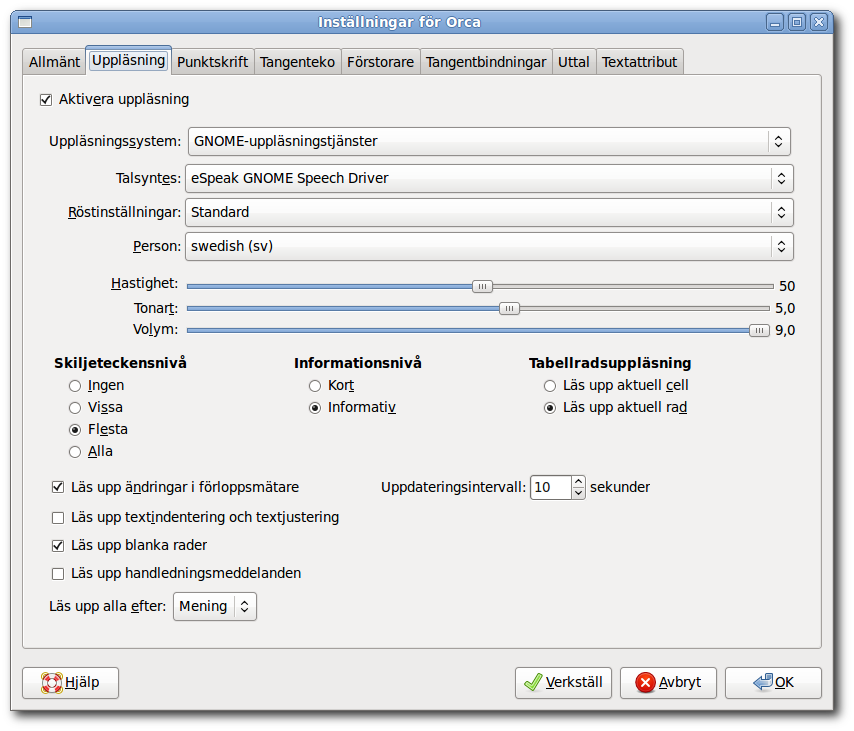 Inställningar för Orca
Allmänt Uppläsning Punktskrift Tangenteko Förstorare Tangentbindningar Uttal Textattribut
Aktivera uppläsning
Uppläsningssystem: GNOME-uppläsningstjänster
Talsyntes: eSpeak GNOME Speech Driver
Röstinställningar: Standard
Person: swedish (sv)
Hastighet: 50
Tonart: 5,0
Volym: 9,0
Skiljeteckensnivå Informationsnivå Tabellradsuppläsning
Ingen Kort Läs upp aktuell cell
Vissa Informativ Läs upp aktuell rad
Flesta
Alla
Läs upp ändringar i förloppsmätare Uppdateringsintervall: 10 sekunder
Läs upp textindentering och textjustering
Läs upp blanka rader
Läs upp handledningsmeddelanden
Läs upp alla efter: Mening
Hjälp Verkställ Avbryt OK